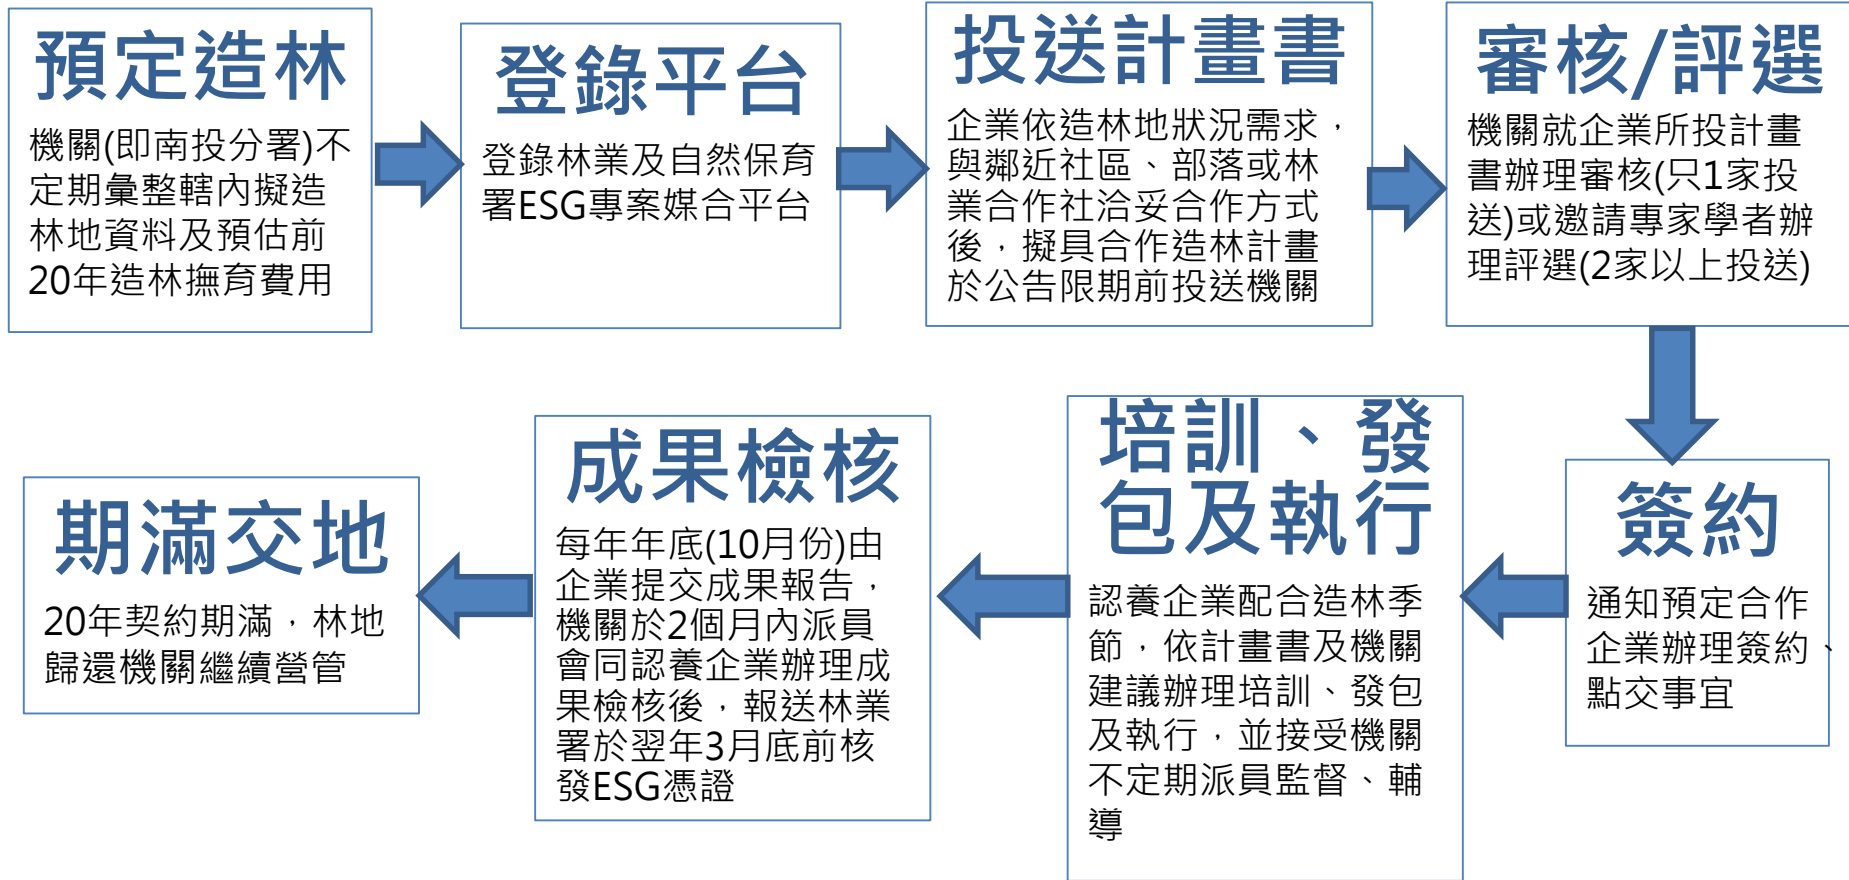 預定造林
機關(即南投分署)不
定期彙整轄內擬造
林地資料及預估前
20年造林撫育費用
登錄平台
登錄林業及自然保育
署ESG專案媒合平台
投送計畫書
企業依造林地狀況需求，
與鄰近社區、部落或林
業合作社洽妥合作方式
後，擬具合作造林計畫
於公告限期前投送機關
審核/評選
機關就企業所投計畫
書辦理審核(只1家投
送)或邀請專家學者辦
理評選(2家以上投送)
簽約
通知預定合作
企業辦理簽約、
點交事宜
培訓、發
包及執行
認養企業配合造林季
節，依計畫書及機關
建議辦理培訓、發包
及執行，並接受機關
不定期派員監督、輔
導
成果檢核
每年年底(10月份)由
企業提交成果報告，
機關於2個月內派員
會同認養企業辦理成
果檢核後，報送林業
署於翌年3月底前核
發ESG憑證
期滿交地
20年契約期滿，林地
歸還機關繼續營管